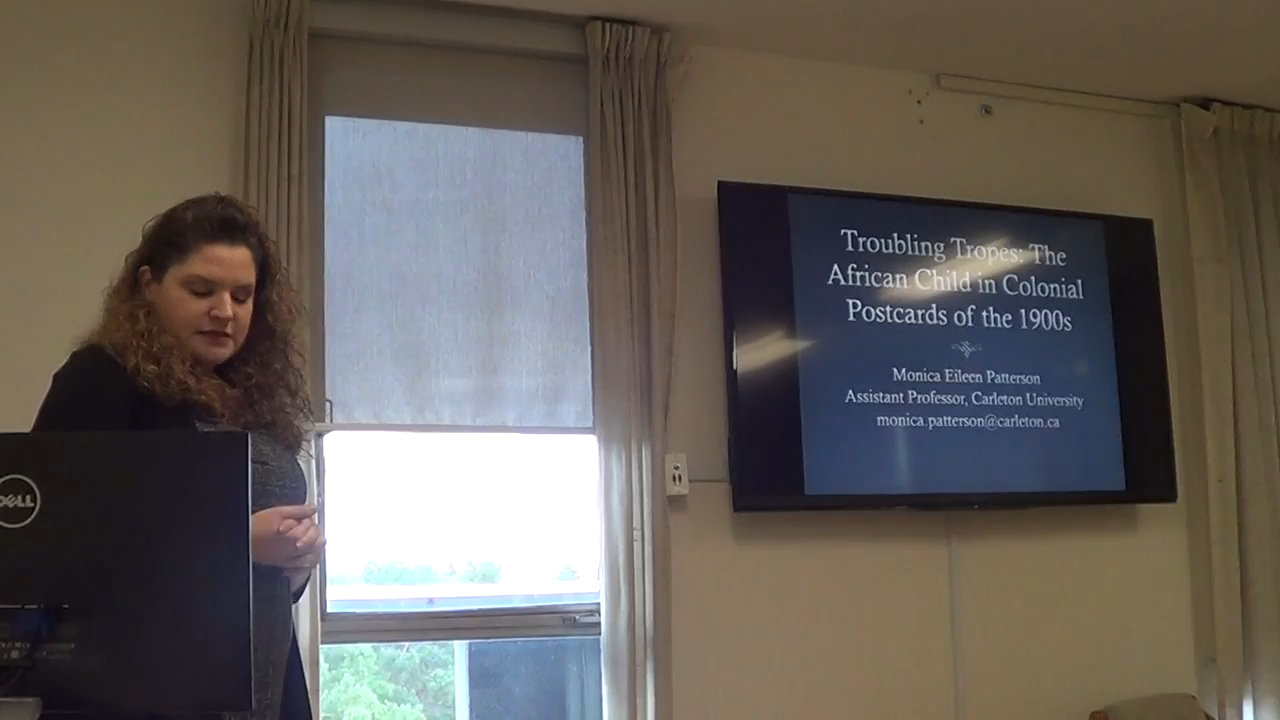 Troubling Tropes: The
African Child in Colonial
Postcards of the 1900s
Monica Eileen Patterson
Assistant Professor, Carleton University
monica.patterson@carleton.ca
DELL